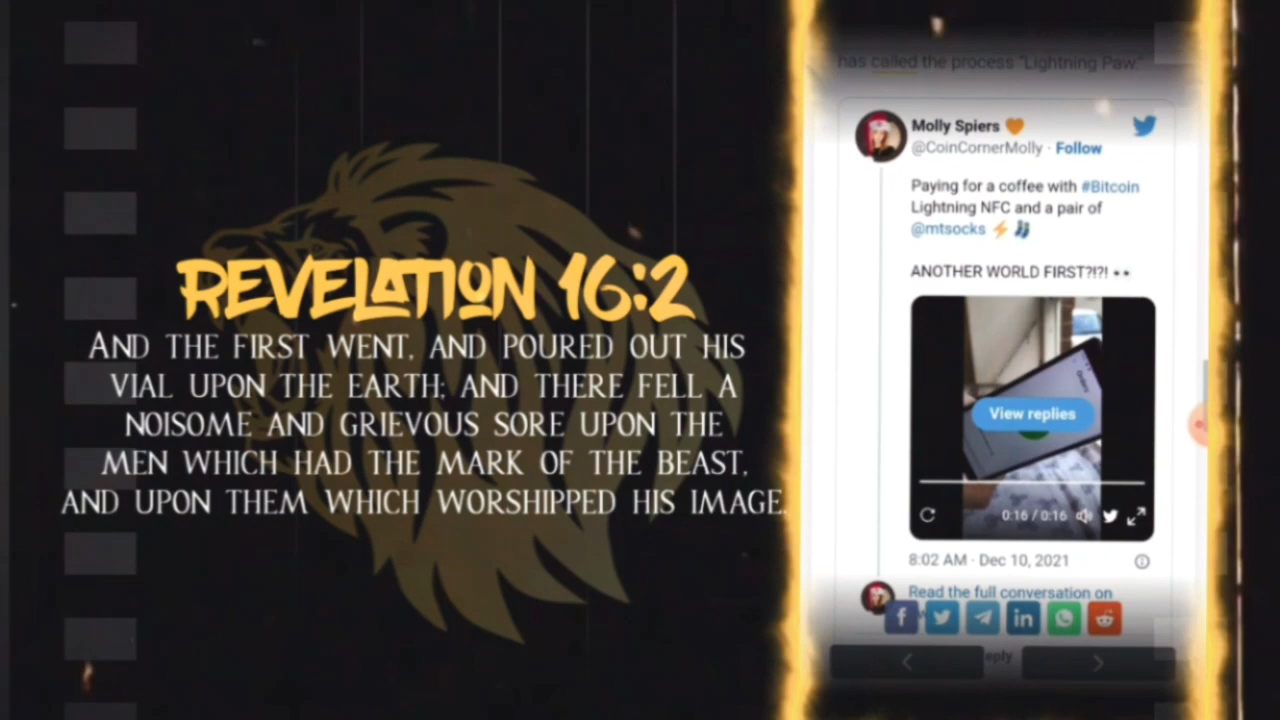 REVELATION 16:2
AND THE FIRST WENT, AND POURED OUT HIS
VIAL UPON THE EARTH; AND THERE FELL A
NOISOME AND GRIEVOUS SORE UPON THE
MEN WHICH HAD THE MARK OF THE BEAST,
AND UPON THEM WHICH WORSHIPPED HIS IMAGE.
has called the process "Lightning Paw."
Molly Spiers 🧡
@CoinCornerMolly · Follow
Paying for a coffee with #Bitcoin
Lightning NFC and a pair of
@mtsocks ⚡🧦
ANOTHER WORLD FIRST?!?! 👀
View replies
0:16 / 0:16
8:02 AM · Dec 10, 2021
Read the full conversation on
eply